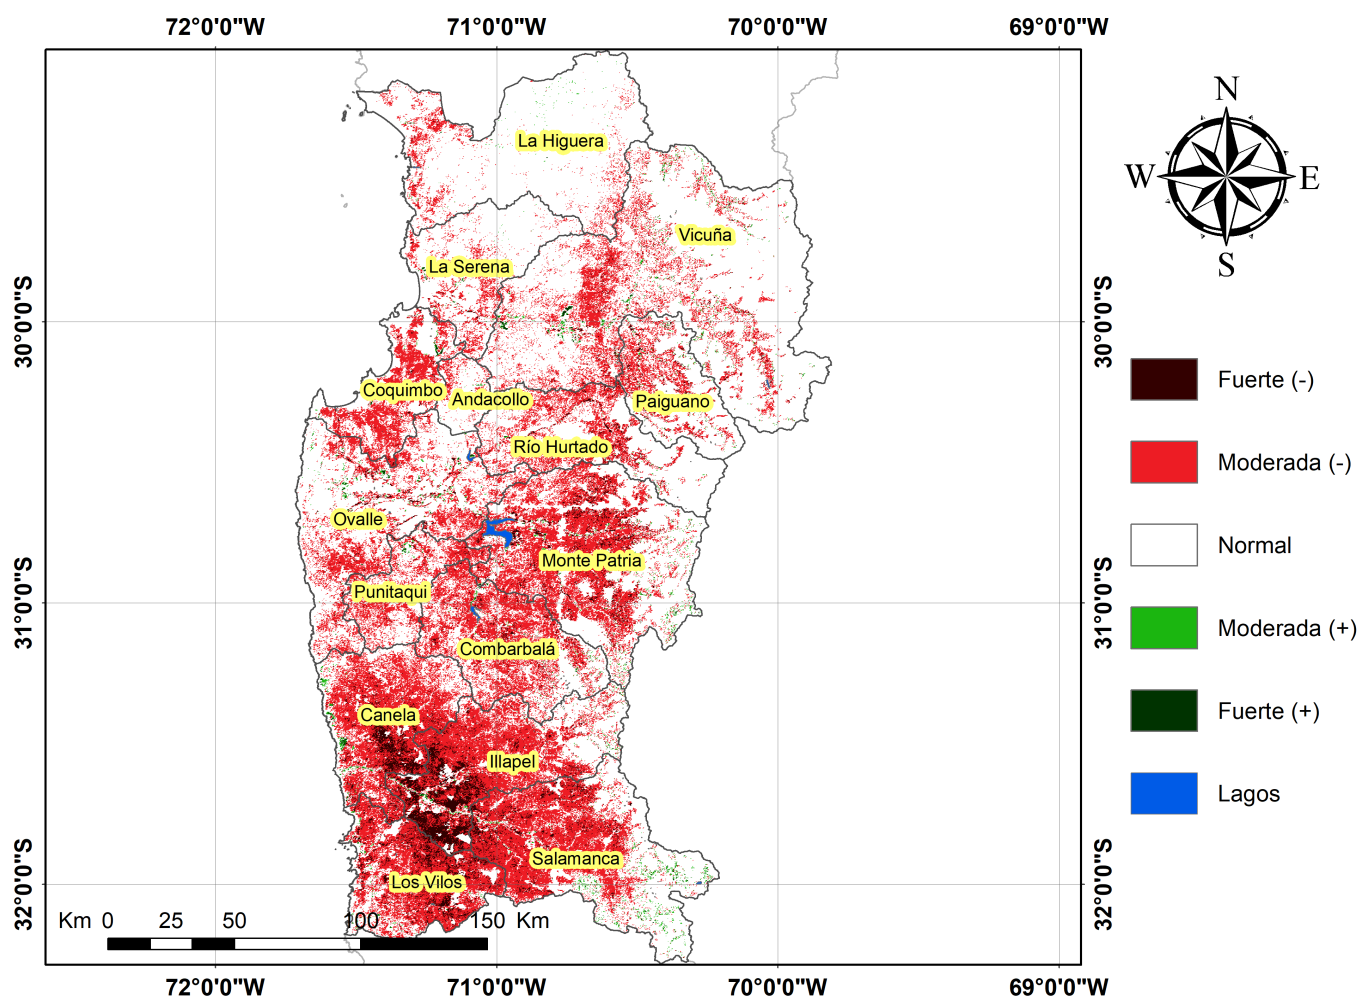 72°0'0"W 71°0'0"W 70°0'0"W 69°0'0"W
N
W E
S
La Higuera
Vicuña
La Serena
30°0'0"S 30°0'0"S
Fuerte (-)
Coquimbo
Andacollo
Paiguano
Río Hurtado
Moderada (-)
Ovalle
Normal
Monte Patria
Punitaqui
31°0'0"S 31°0'0"S
Moderada (+)
Combarbalá
Canela
Fuerte (+)
Illapel
Lagos
Salamanca
Los Vilos
32°0'0"S 32°0'0"S
Km 0 25 50 100 150 Km
72°0'0"W 71°0'0"W 70°0'0"W 69°0'0"W